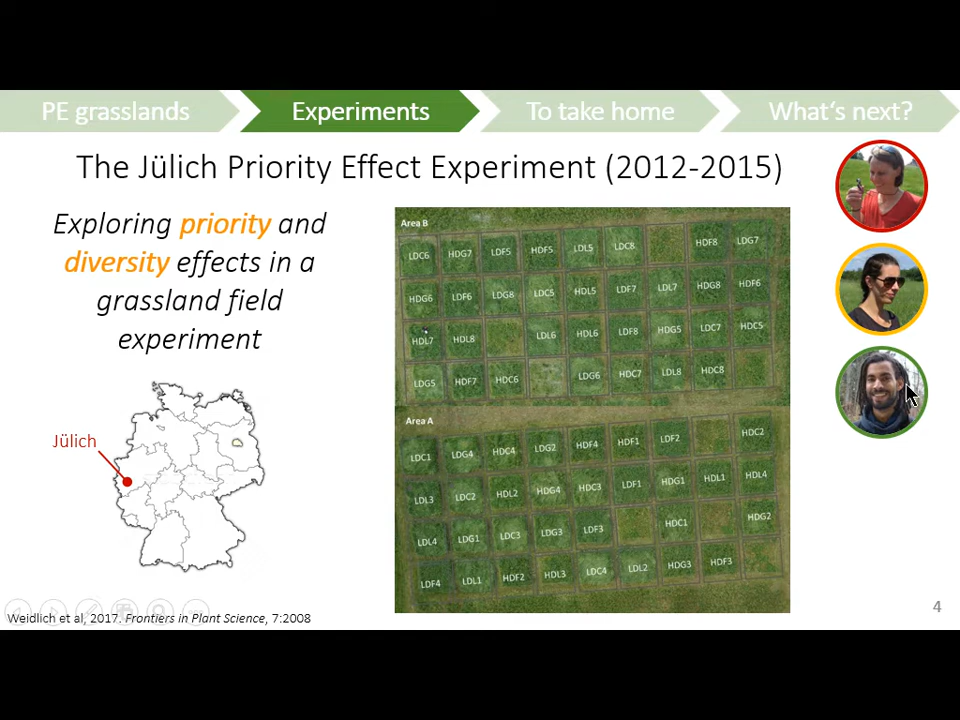 PE grasslands
Experiments
To take home
What's next?
The Jülich Priority Effect Experiment (2012-2015)
Exploring priority and
diversity effects in a
grassland field
experiment
Jülich
Area B
LDC6 HDG7 LDF5 HDF5 LDL5 LDC8 HDF8 LDG7
HDG6 LDF6 LDG8 LDC5 HDL5 LDF7 LDL7 HDG8 HDF6
HDL7 HDL8 LDL6 HDL6 LDF8 HDG5 LDC7 HDC5
LDG5 HDF7 HDC6 LDG6 HDC7 LDL8 HDC8
Area A
LDC1 LDG4 HDC4 LDG2 HDF4 HDF1 LDF2 HDC2
LDL3 LDC2 HDL2 HDG4 HDC3 LDF1 HDG1 HDL1 HDL4
LDL4 LDG1 LDC3 LDG3 LDF3 HDC1 HDG2
LDF4 LDL1 HDF2 HDL3 LDC4 LDL2 HDG3 HDF3
Weidlich et al, 2017. Frontiers in Plant Science, 7:2008
4